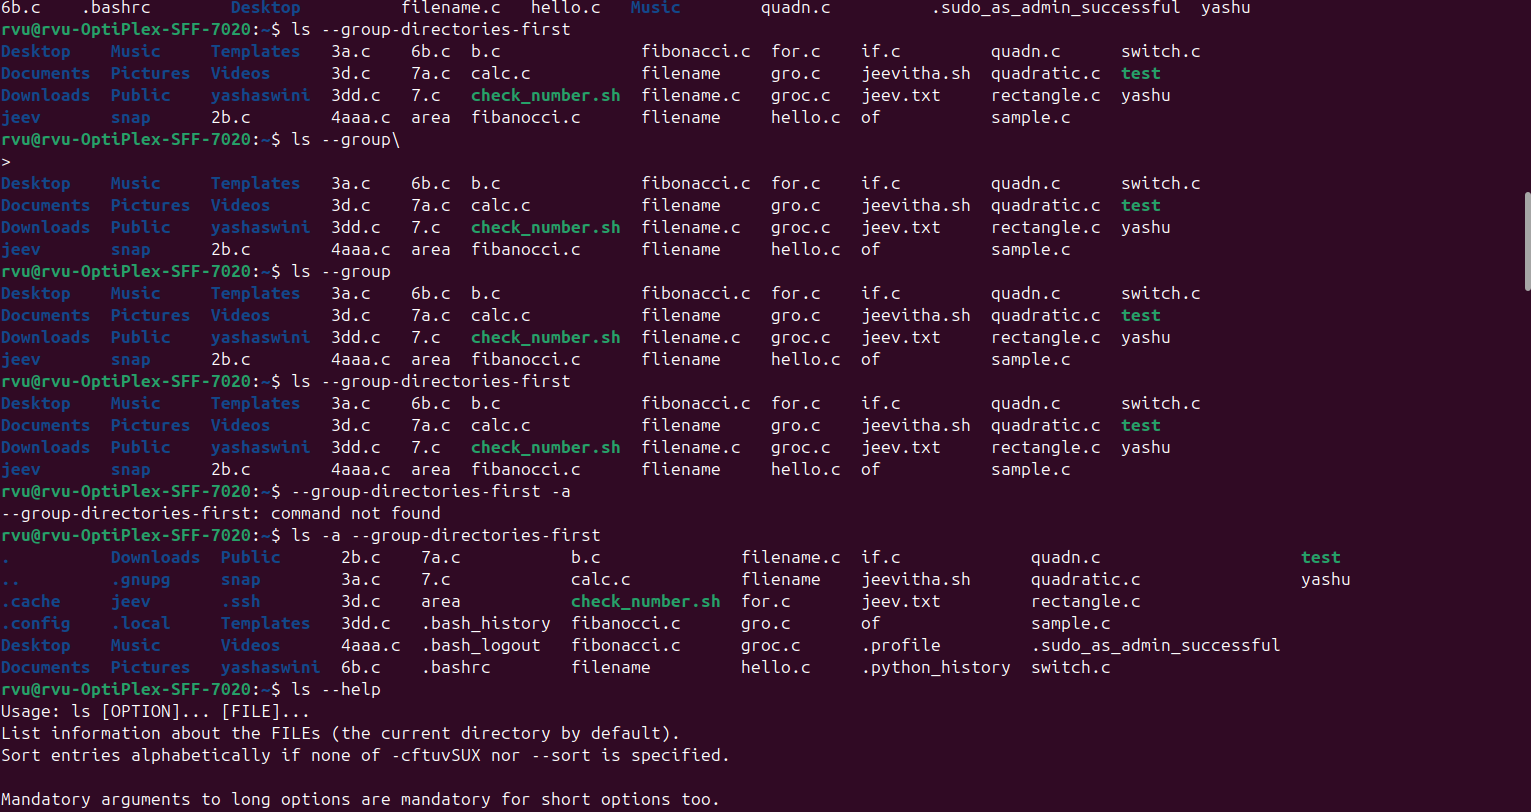 6b.c    .bashrc        Desktop          filename.c   hello.c   Music        quadn.c          .sudo_as_admin_successful  yashu
rvu@rvu-OptiPlex-SFF-7020:~$ ls --group-directories-first
Desktop    Music     Templates   3a.c    6b.c  b.c              fibonacci.c  for.c    if.c         quadn.c      switch.c
Documents  Pictures  Videos      3d.c    7a.c  calc.c           filename     gro.c    jeevitha.sh  quadratic.c  test
Downloads  Public    yashaswini  3dd.c   7.c   check_number.sh  filename.c   groc.c   jeev.txt     rectangle.c  yashu
jeev       snap      2b.c        4aaa.c  area  fibanocci.c      fliename     hello.c  of           sample.c
rvu@rvu-OptiPlex-SFF-7020:~$ ls --group\
>
Desktop    Music     Templates   3a.c    6b.c  b.c              fibonacci.c  for.c    if.c         quadn.c      switch.c
Documents  Pictures  Videos      3d.c    7a.c  calc.c           filename     gro.c    jeevitha.sh  quadratic.c  test
Downloads  Public    yashaswini  3dd.c   7.c   check_number.sh  filename.c   groc.c   jeev.txt     rectangle.c  yashu
jeev       snap      2b.c        4aaa.c  area  fibanocci.c      fliename     hello.c  of           sample.c
rvu@rvu-OptiPlex-SFF-7020:~$ ls --group
Desktop    Music     Templates   3a.c    6b.c  b.c              fibonacci.c  for.c    if.c         quadn.c      switch.c
Documents  Pictures  Videos      3d.c    7a.c  calc.c           filename     gro.c    jeevitha.sh  quadratic.c  test
Downloads  Public    yashaswini  3dd.c   7.c   check_number.sh  filename.c   groc.c   jeev.txt     rectangle.c  yashu
jeev       snap      2b.c        4aaa.c  area  fibanocci.c      fliename     hello.c  of           sample.c
rvu@rvu-OptiPlex-SFF-7020:~$ ls --group-directories-first
Desktop    Music     Templates   3a.c    6b.c  b.c              fibonacci.c  for.c    if.c         quadn.c      switch.c
Documents  Pictures  Videos      3d.c    7a.c  calc.c           filename     gro.c    jeevitha.sh  quadratic.c  test
Downloads  Public    yashaswini  3dd.c   7.c   check_number.sh  filename.c   groc.c   jeev.txt     rectangle.c  yashu
jeev       snap      2b.c        4aaa.c  area  fibanocci.c      fliename     hello.c  of           sample.c
rvu@rvu-OptiPlex-SFF-7020:~$ --group-directories-first -a
--group-directories-first: command not found
rvu@rvu-OptiPlex-SFF-7020:~$ ls -a --group-directories-first
.          Downloads  Public      2b.c    7a.c           b.c              filename.c  if.c             quadn.c                    test
..         .gnupg     snap        3a.c    7.c            calc.c           fliename    jeevitha.sh      quadratic.c                yashu
.cache     jeev       .ssh        3d.c    area           check_number.sh  for.c       jeev.txt         rectangle.c
.config    .local     Templates   3dd.c   .bash_history  fibanocci.c      gro.c       of               sample.c
Desktop    Music      Videos      4aaa.c  .bash_logout   fibonacci.c      groc.c      .profile         .sudo_as_admin_successful
Documents  Pictures   yashaswini  6b.c    .bashrc        filename         hello.c     .python_history  switch.c
rvu@rvu-OptiPlex-SFF-7020:~$ ls --help
Usage: ls [OPTION]... [FILE]...
List information about the FILEs (the current directory by default).
Sort entries alphabetically if none of -cftuvSUX nor --sort is specified.
Mandatory arguments to long options are mandatory for short options too.